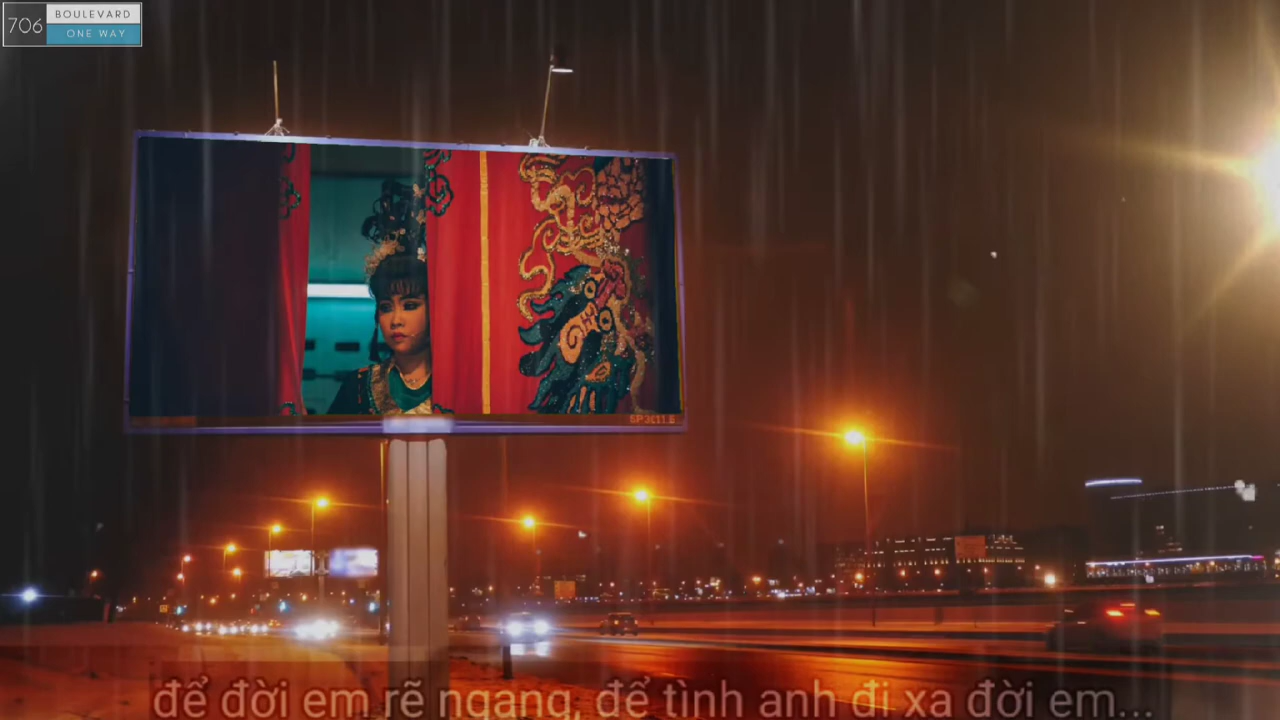 706
BOULEVARD
ONE WAY
để đời em rẽ ngang, để tình anh đi xa đời em...